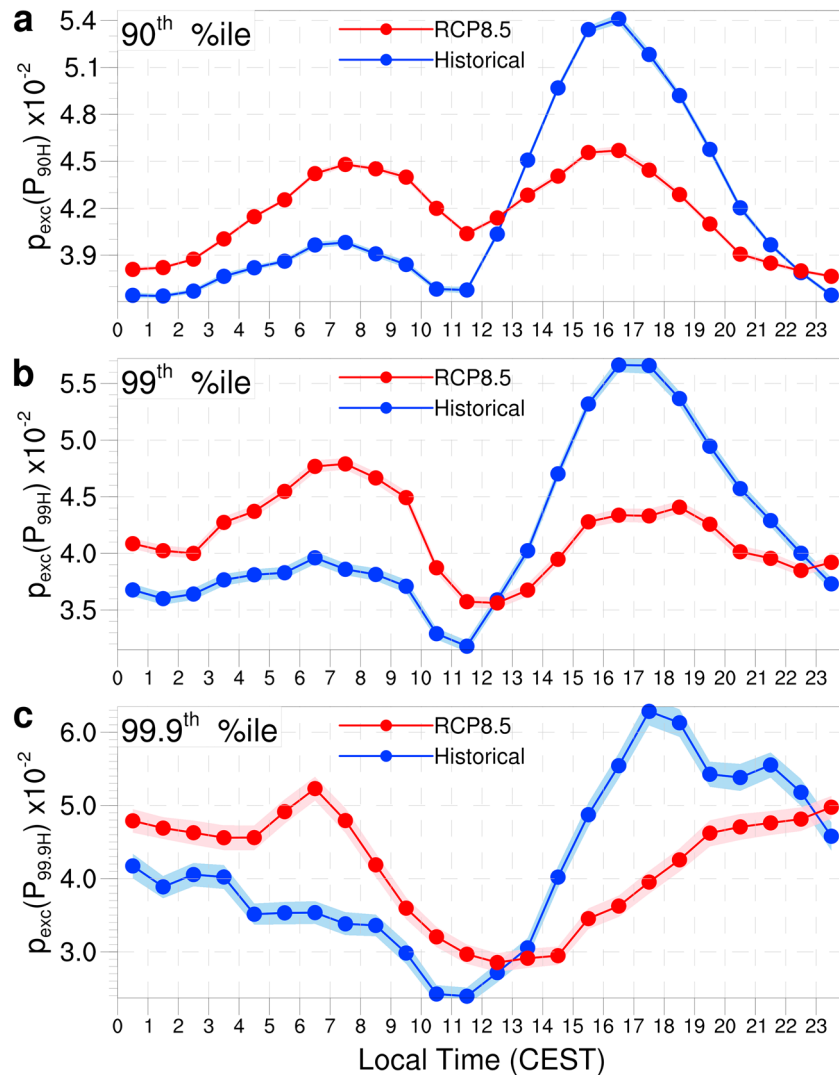 a
90th %ile
RCP8.5
Historical
5.4
5.1
4.8
4.5
4.2
3.9
pexc(P90H) x10-2
0 1 2 3 4 5 6 7 8 9 10 11 12 13 14 15 16 17 18 19 20 21 22 23
b
99th %ile
RCP8.5
Historical
5.5
5.0
4.5
4.0
3.5
pexc(P99H) x10-2
0 1 2 3 4 5 6 7 8 9 10 11 12 13 14 15 16 17 18 19 20 21 22 23
c
99.9th %ile
RCP8.5
Historical
6.0
5.0
4.0
3.0
pexc(P99.9H) x10-2
0 1 2 3 4 5 6 7 8 9 10 11 12 13 14 15 16 17 18 19 20 21 22 23
Local Time (CEST)